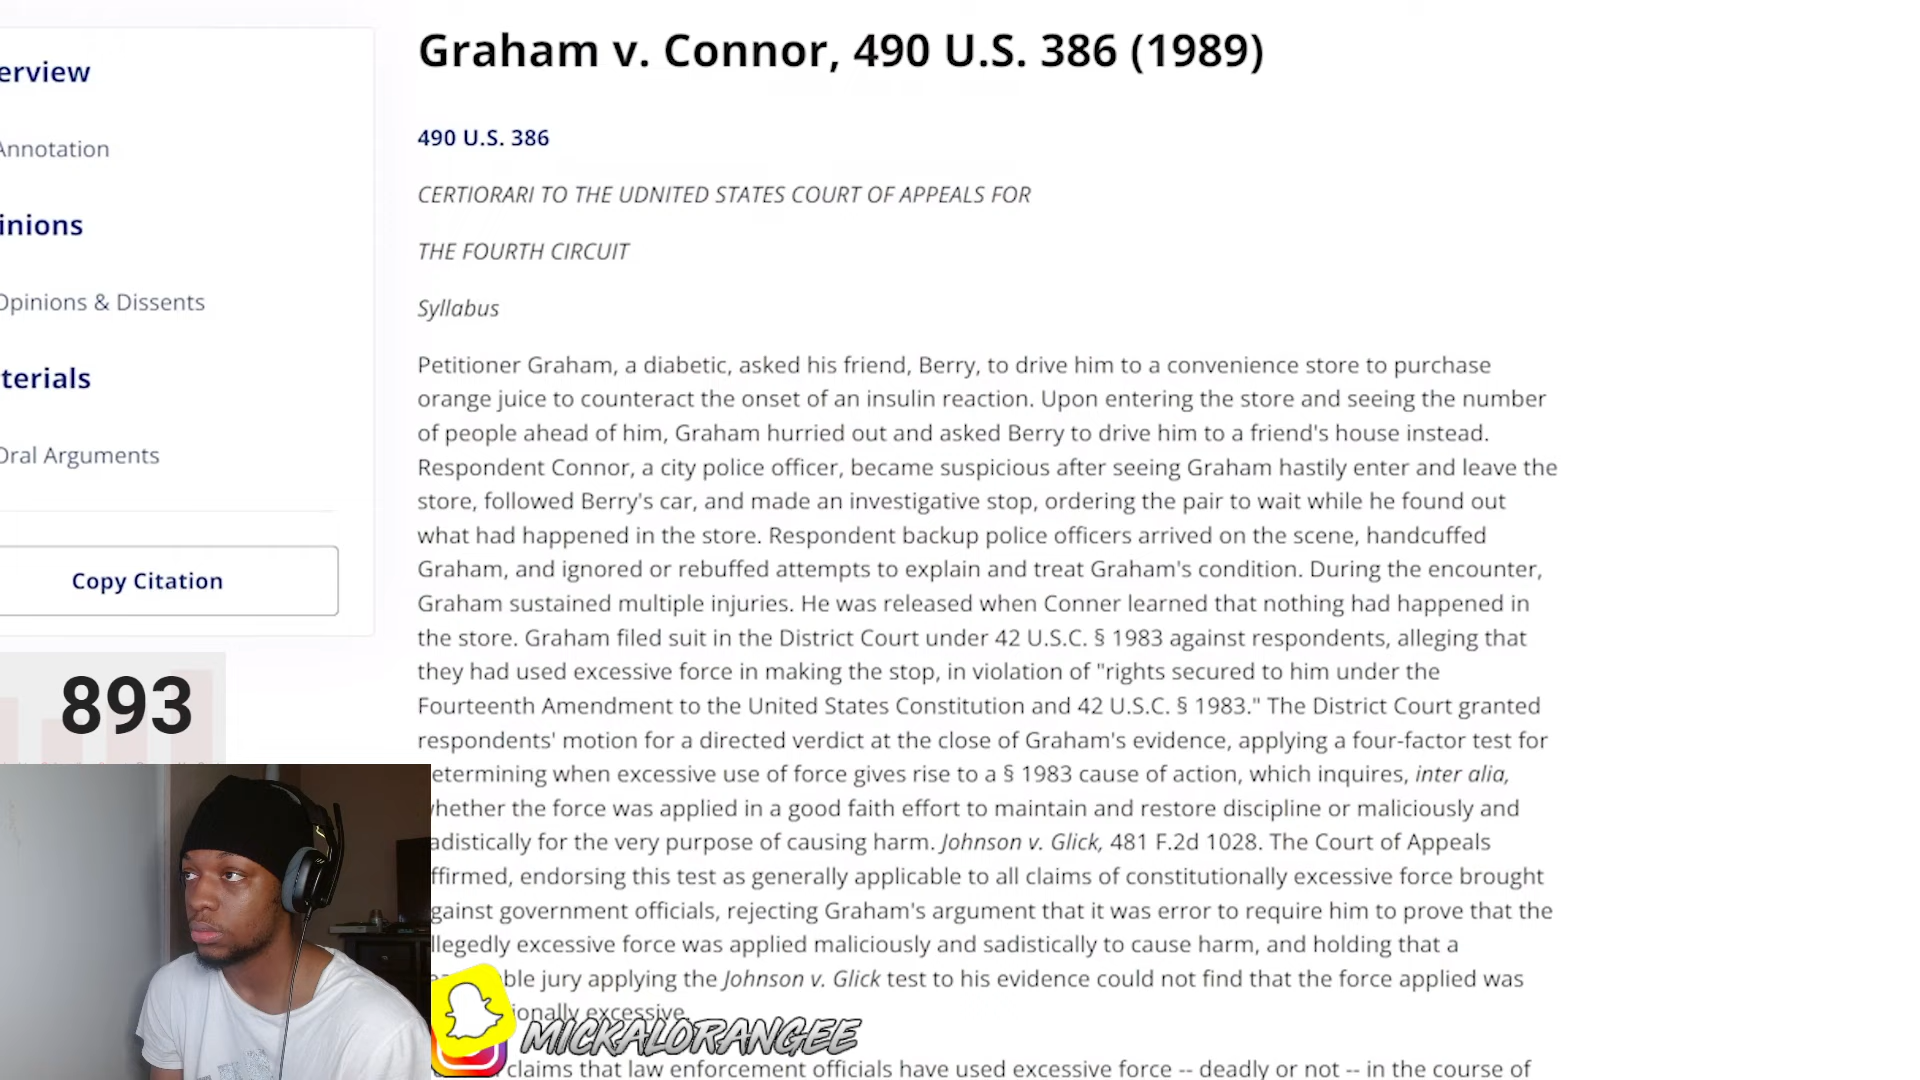 Graham v. Connor, 490 U.S. 386 (1989)
erview
490 U.S. 386
Annotation
CERTIORARI TO THE UDNITED STATES COURT OF APPEALS FOR
inions
THE FOURTH CIRCUIT
Opinions & Dissents
Syllabus
terials
Oral Arguments
Copy Citation
Petitioner Graham, a diabetic, asked his friend, Berry, to drive him to a convenience store to purchase
orange juice to counteract the onset of an insulin reaction. Upon entering the store and seeing the number
of people ahead of him, Graham hurried out and asked Berry to drive him to a friend's house instead.
Respondent Connor, a city police officer, became suspicious after seeing Graham hastily enter and leave the
store, followed Berry's car, and made an investigative stop, ordering the pair to wait while he found out
what had happened in the store. Respondent backup police officers arrived on the scene, handcuffed
Graham, and ignored or rebuffed attempts to explain and treat Graham's condition. During the encounter,
Graham sustained multiple injuries. He was released when Conner learned that nothing had happened in
the store. Graham filed suit in the District Court under 42 U.S.C. § 1983 against respondents, alleging that
they had used excessive force in making the stop, in violation of "rights secured to him under the
Fourteenth Amendment to the United States Constitution and 42 U.S.C. § 1983." The District Court granted
respondents' motion for a directed verdict at the close of Graham's evidence, applying a four-factor test for
etermining when excessive use of force gives rise to a § 1983 cause of action, which inquires, inter alia,
hether the force was applied in a good faith effort to maintain and restore discipline or maliciously and
adistically for the very purpose of causing harm. Johnson v. Glick, 481 F.2d 1028. The Court of Appeals
ffirmed, endorsing this test as generally applicable to all claims of constitutionally excessive force brought
gainst government officials, rejecting Graham's argument that it was error to require him to prove that the
llegedly excessive force was applied maliciously and sadistically to cause harm, and holding that a
ble jury applying the Johnson v. Glick test to his evidence could not find that the force applied was
ionally excessive.
claims that law enforcement officials have used excessive force -- deadly or not -- in the course of
893
MICKALORANGEE